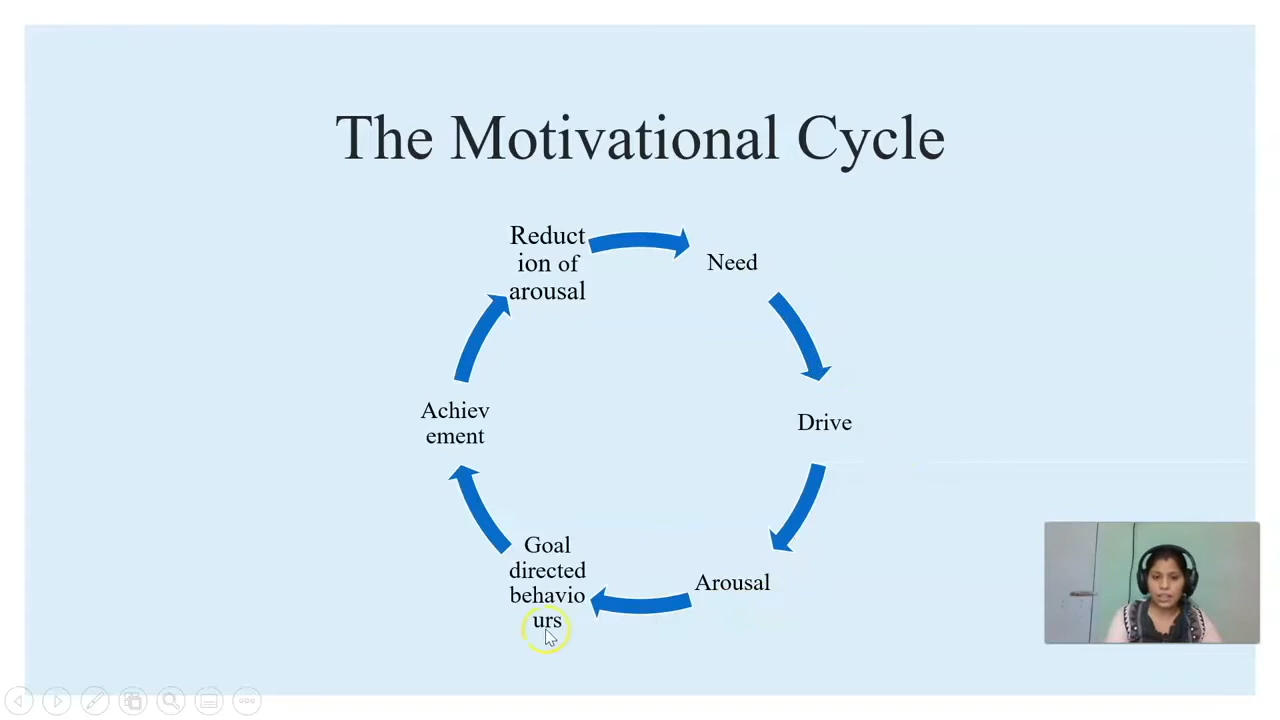 The Motivational Cycle
Reduct
ion of
arousal
Need
Drive
Arousal
Goal
directed
behavio
urs
Achiev
ement